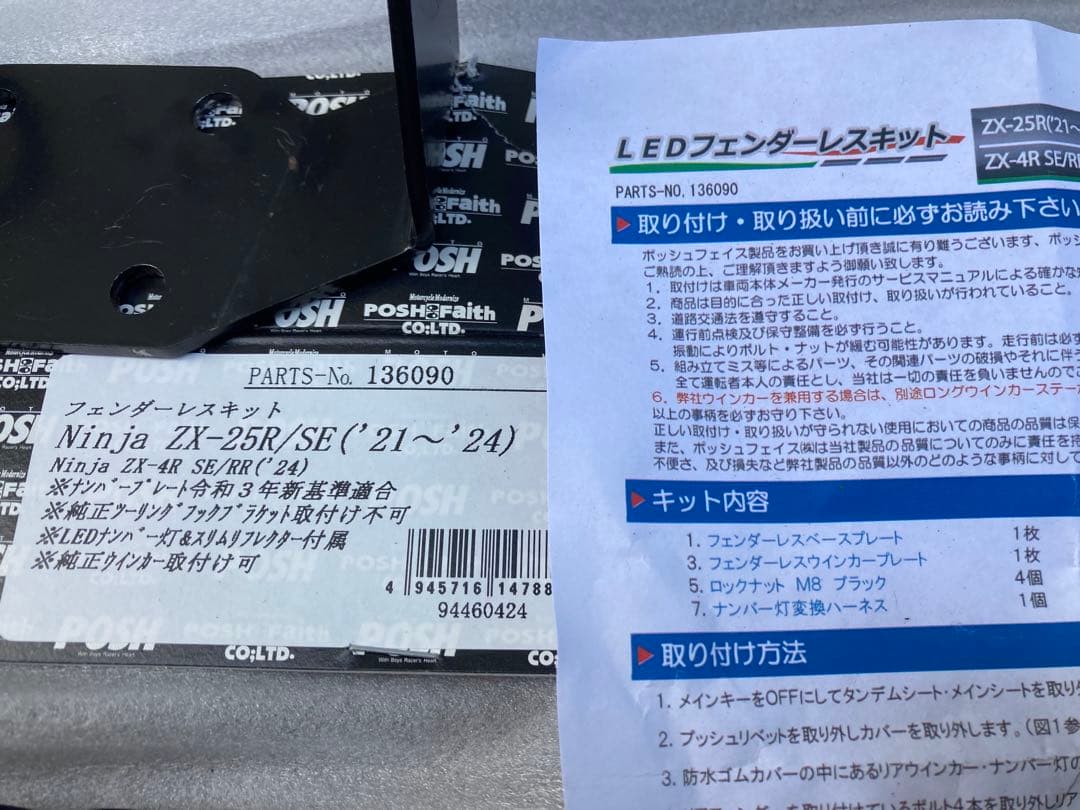 PARTS-No. 136090
フェンダーレスキット
Ninja ZX-25R/SE('21～'24)
Ninja ZX-4R SE/RR('24)
※ナンバープレート令和3年新基準適合
※純正ツーリングフックブラケット取付け不可
※LEDナンバー灯&スリムリフレクター付属
※純正ウインカー取付け可
4 945716 14788
94460424
POSH Faith
CO;LTD.
LEDフェンダーレスキット
ZX-25R('21～
ZX-4R SE/R
PARTS-NO. 136090
取り付け・取り扱い前に必ずお読み下さい
ポッシュフェイス製品をお買い上げ頂き誠に有り難うございます、ポッシ
ご熟読の上、ご理解頂きますよう御願い致します。
1. 取付けは車両本体メーカー発行のサービスマニュアルによる確かな
2. 商品は目的に合った正しい取付け、取り扱いが行われていること。
3. 道路交通法を遵守すること。
4. 運行前点検及び保守整備を必ず行うこと。
振動によりボルト・ナットが緩む可能性があります。走行前は必ず
5. 組み立てミス等によるパーツ、その関連パーツの破損やそれに伴う
全て運転者本人の責任とし、当社は一切の責任を負いませんのでご
6. 弊社ウインカーを兼用する場合は、別途ロングウインカーステー
以上の事柄を必ずお守り下さい。
正しい取付け・取り扱いが守られない使用においての商品の品質は保
また、ポッシュフェイス㈱は当社製品の品質についてのみに責任を持
不便さ、及び損失など弊社製品の品質以外のどのような事柄に対して
キット内容
1. フェンダーレスベースプレート 1枚
3. フェンダーレスウインカープレート 1枚
5. ロックナット M8 ブラック 4個
7. ナンバー灯変換ハーネス 1個
取り付け方法
1. メインキーをOFFにしてタンデムシート・メインシートを取り
2. プッシュリベットを取り外しカバーを取り外します。(図1参
3. 防水ゴムカバーの中にあるリアウインカー・ナンバー灯の